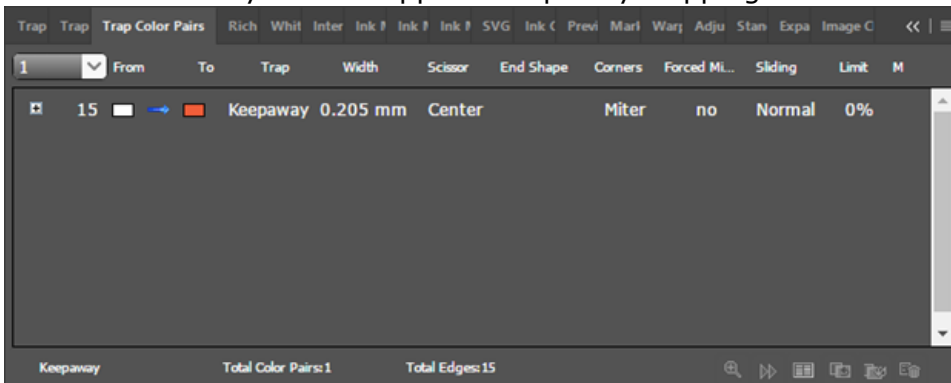 Trap Trap Trap Color Pairs Rich Whit Inter Ink Ink Ink SVG Ink Previ Mark Warp Adju Stan Expa Image C
1 From To Trap Width Scissor End Shape Corners Forced Mi... Sliding Limit M
15 Keepaway 0.205 mm Center Miter no Normal 0%
Keepaway Total Color Pairs:1 Total Edges:15